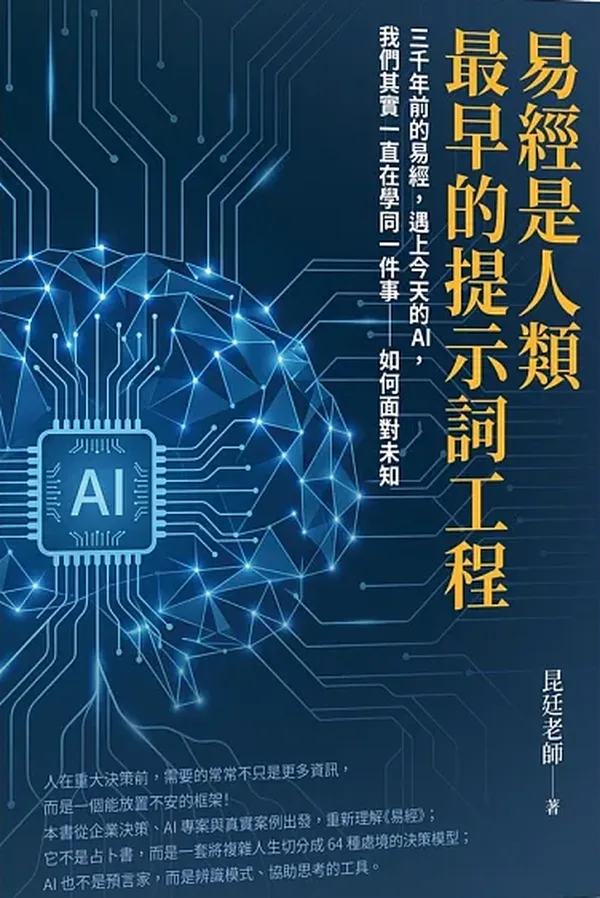 易經是人類
最早的提示詞工程
三千年前的易經，遇上今天的AI，
我們其實一直在學同一件事——如何面對未知
AI
昆廷老師——著
人在重大決策前，需要的常常不只是更多資訊，
而是一個能放置不安的框架！
本書從企業決策、AI 專案與真實案例出發，重新理解《易經》；
它不是占卜書，而是一套將複雜人生切分成 64 種處境的決策模型；
AI 也不是預言家，而是辨識模式、協助思考的工具。